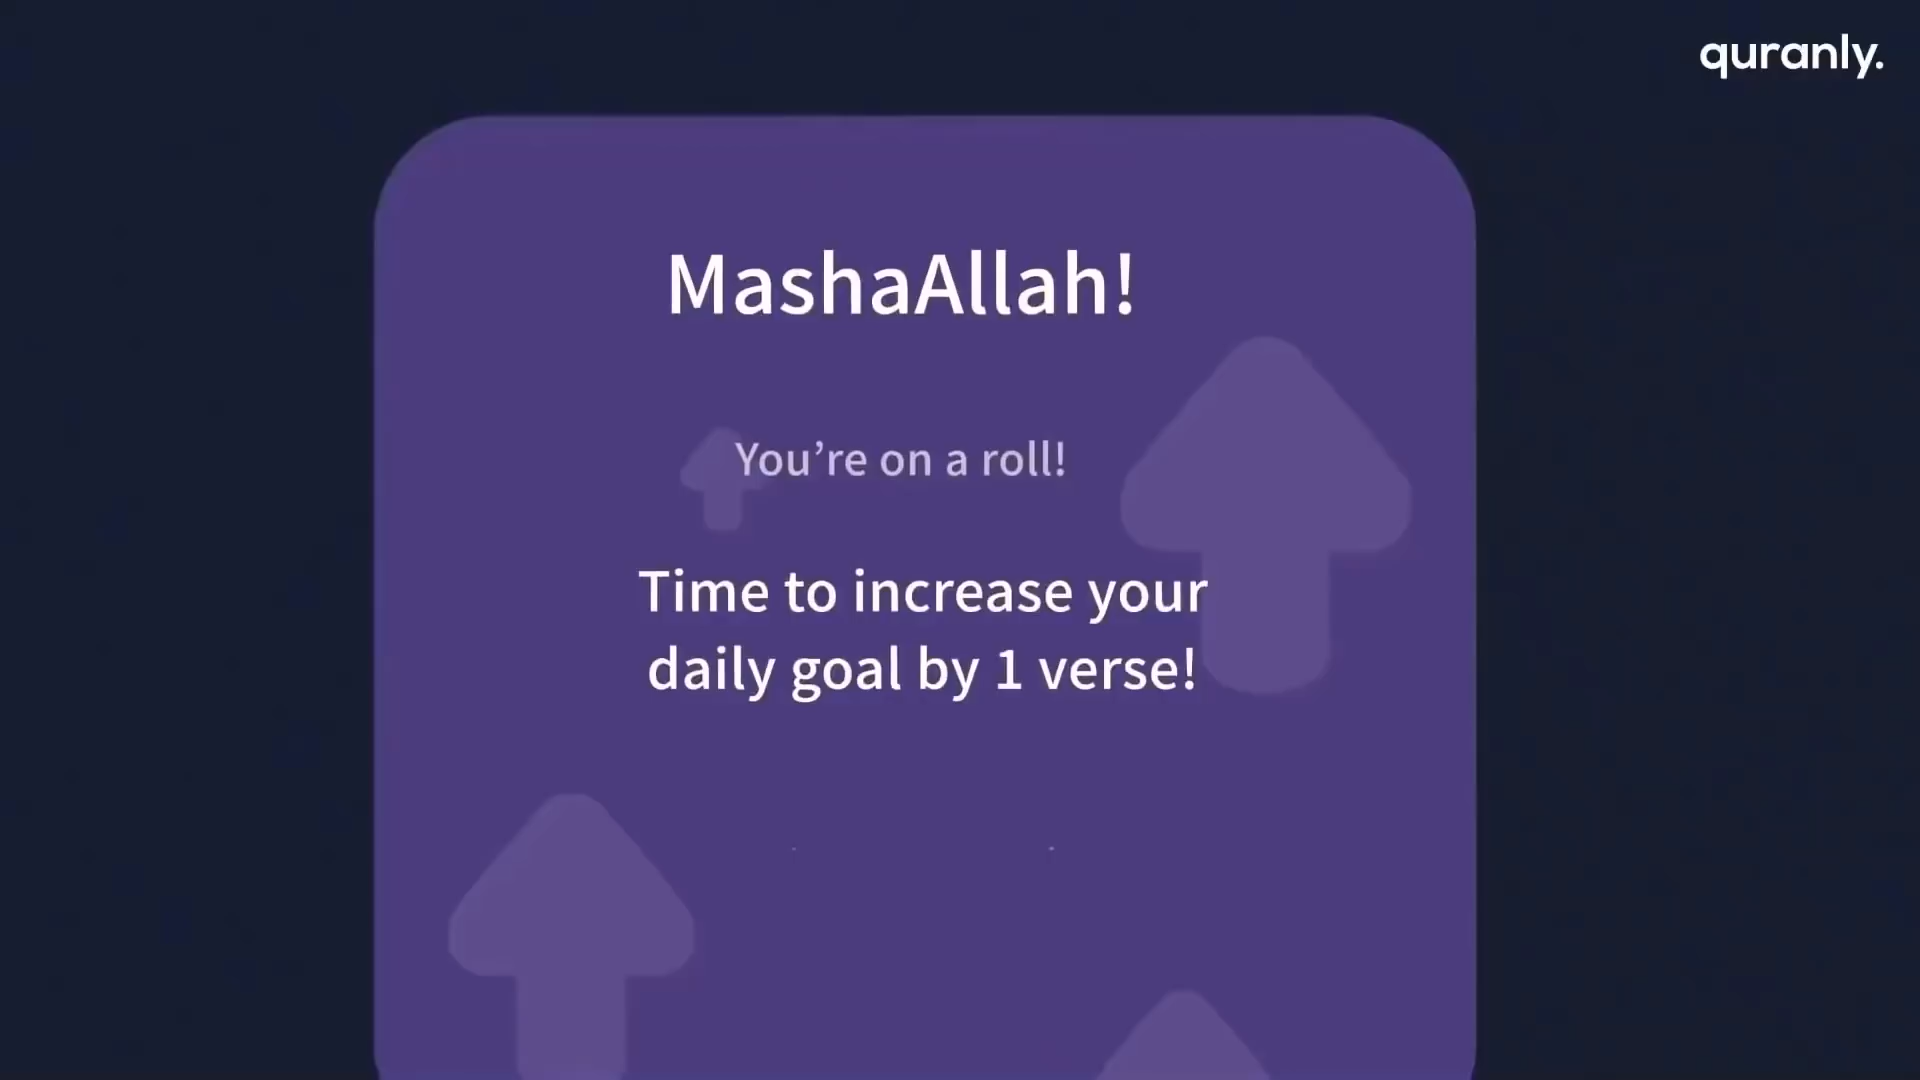 quranly.
MashaAllah!
You’re on a roll!
Time to increase your
daily goal by 1 verse!